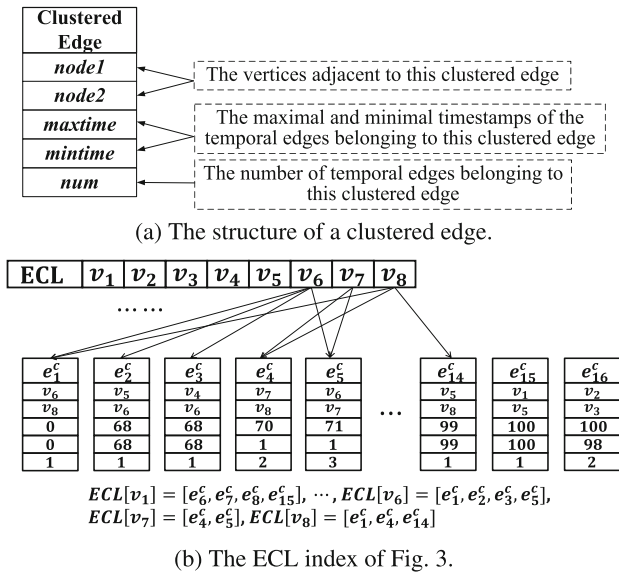 Clustered
Edge
node1
node2
maxtime
mintime
num
The vertices adjacent to this clustered edge
The maximal and minimal timestamps of the
temporal edges belonging to this clustered edge
The number of temporal edges belonging to
this clustered edge
(a) The structure of a clustered edge.
ECL v₁ v₂ v₃ v₄ v₅ v₆ v₇ v₈
... ...
e₁ᶜ e₂ᶜ e₃ᶜ e₄ᶜ e₅ᶜ e₁₄ᶜ e₁₅ᶜ e₁₆ᶜ
v₆ v₅ v₄ v₇ v₆ v₅ v₁ v₂
v₈ v₆ v₆ v₈ v₇ ... v₈ v₅ v₃
0 68 68 70 71 99 100 100
0 68 68 1 1 99 100 98
1 1 1 2 3 1 1 2
ECL[v₁] = [e₆ᶜ, e₇ᶜ, e₈ᶜ, e₁₅ᶜ], ⋯, ECL[v₆] = [e₁ᶜ, e₂ᶜ, e₃ᶜ, e₅ᶜ],
ECL[v₇] = [e₄ᶜ, e₅ᶜ], ECL[v₈] = [e₁ᶜ, e₄ᶜ, e₁₄ᶜ]
(b) The ECL index of Fig. 3.